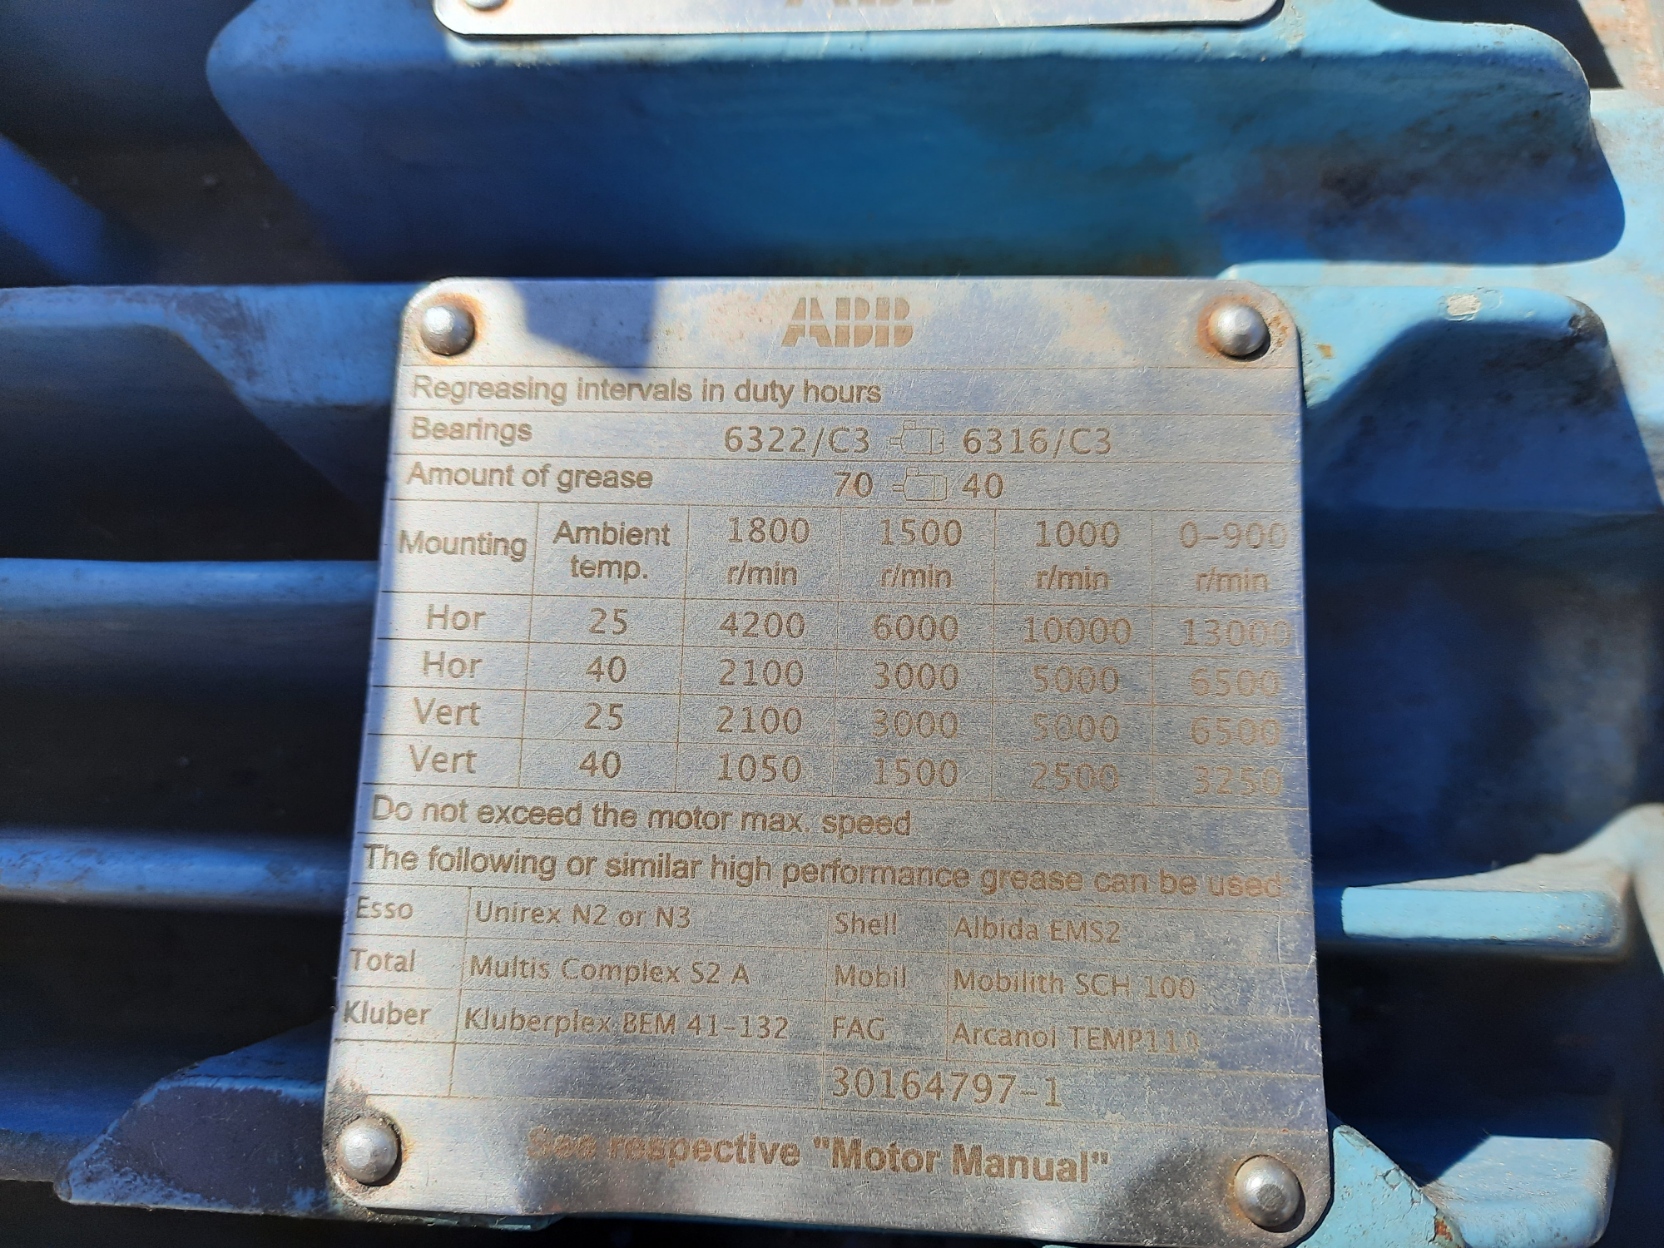 ABB
Regreasing intervals in duty hours
Bearings 6322/C3 6316/C3
Amount of grease 70 40
Mounting Ambient temp. 1800 r/min 1500 r/min 1000 r/min 0-900 r/min
Hor 25 4200 6000 10000 13000
Hor 40 2100 3000 5000 6500
Vert 25 2100 3000 5000 6500
Vert 40 1050 1500 2500 3250
Do not exceed the motor max. speed
The following or similar high performance grease can be used
Esso Unirex N2 or N3 Shell Albida EMS2
Total Multis Complex S2 A Mobil Mobilith SCH 100
Kluber Kluberplex BEM 41-132 FAG Arcanol TEMP110
30164797-1
See respective "Motor Manual"